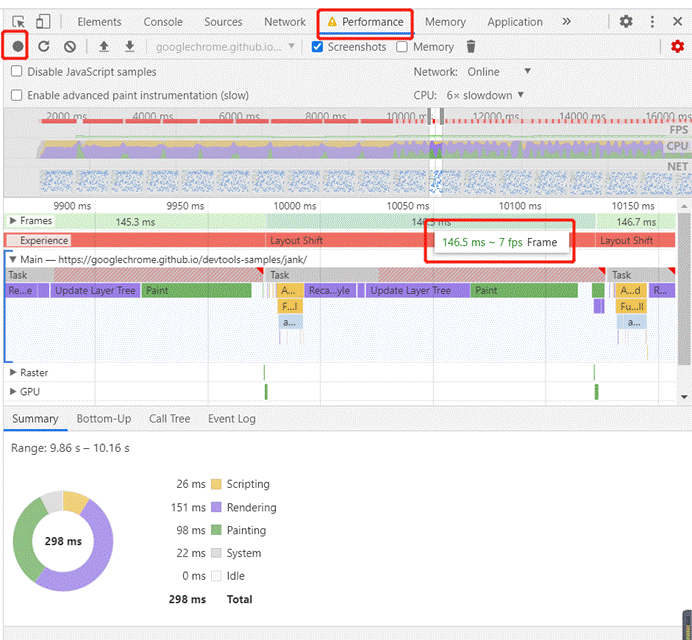 Elements Console Sources Network Performance Memory Application »
googlechrome.github.io... Screenshots Memory
Disable JavaScript samples Network: Online
Enable advanced paint instrumentation (slow) CPU: 6× slowdown
2000 ms 4000 ms 6000 ms 8000 ms 10000 ms 12000 ms 14000 ms 16000 ms
FPS
CPU
NET
9900 ms 9950 ms 10000 ms 10050 ms 10100 ms 10150 ms
Frames 145.3 ms 146.5 ms 146.7 ms
Experience Layout Shift Layout Shift
146.5 ms ~ 7 fps Frame
Main — https://googlechrome.github.io/devtools-samples/jank/
Task Task Task
Re...e Update Layer Tree Paint A... Reca...yle Update Layer Tree Paint A...d R...
F...l Fu...ll
a... a...
Raster
GPU
Summary Bottom-Up Call Tree Event Log
Range: 9.86 s – 10.16 s
26 ms Scripting
151 ms Rendering
98 ms Painting
298 ms
22 ms System
0 ms Idle
298 ms Total